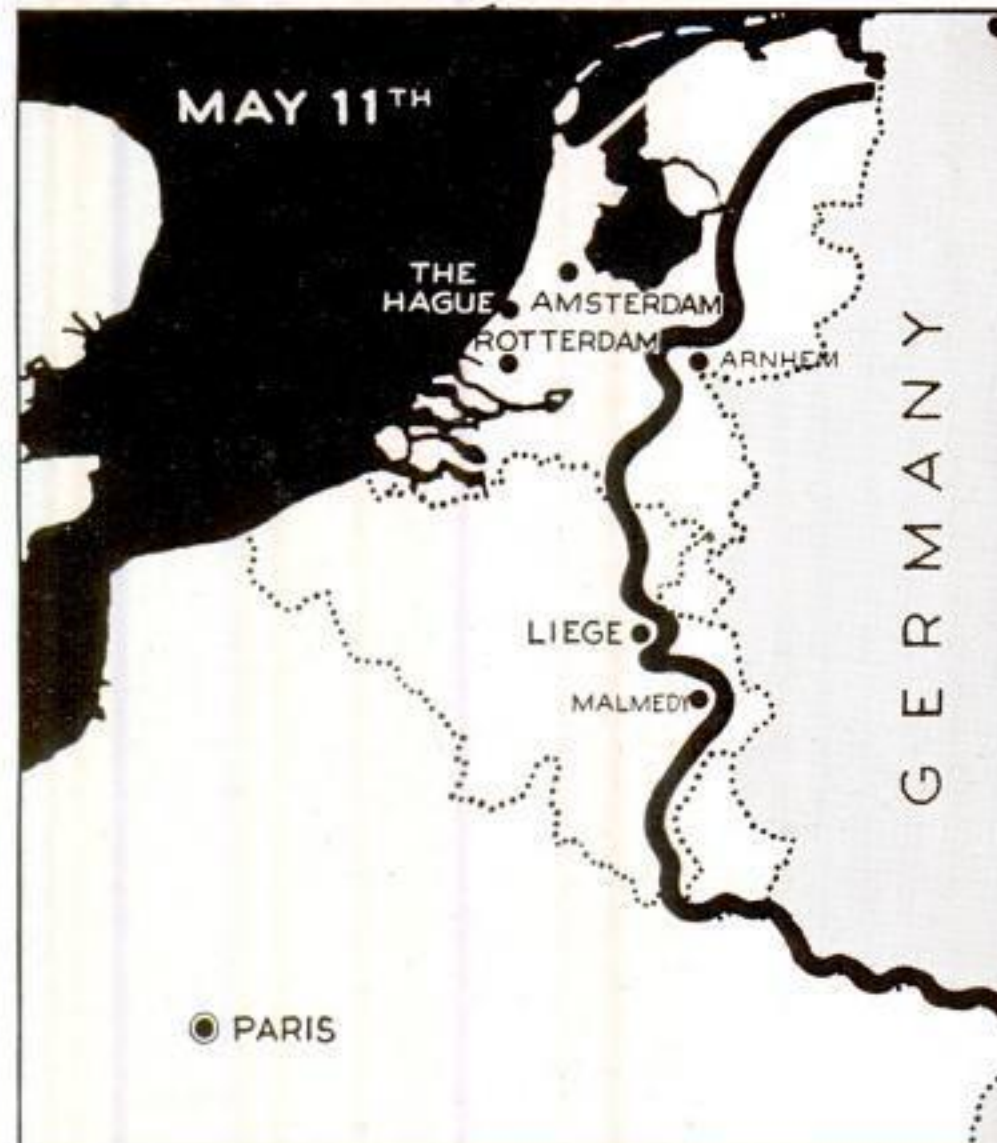 MAY 11TH
THE
HAGUE
AMSTERDAM
ROTTERDAM
ARNHEM
LIEGE
MALMEDY
GERMANY
PARIS